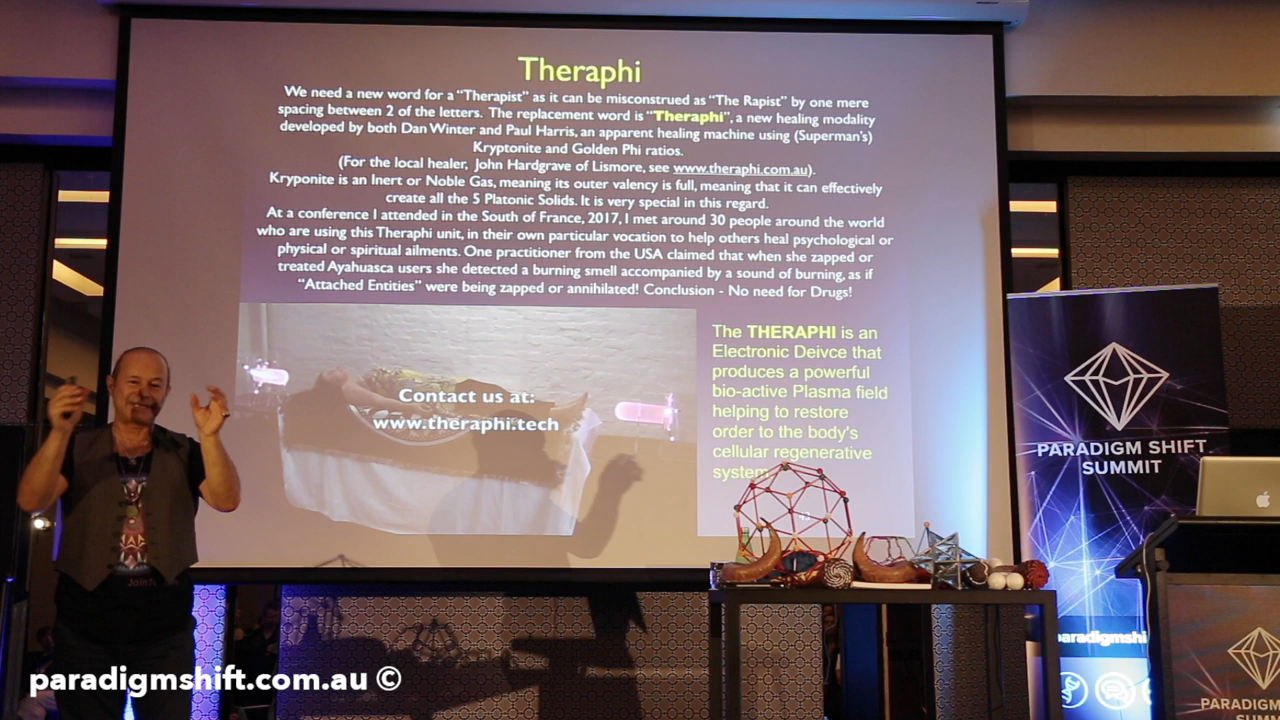 Theraphi
We need a new word for a “Therapist” as it can be misconstrued as “The Rapist” by one mere
spacing between 2 of the letters. The replacement word is “Theraphi”, a new healing modality
developed by both Dan Winter and Paul Harris, an apparent healing machine using (Superman's)
Kryptonite and Golden Phi ratios.
(For the local healer, John Hardgrave of Lismore, see www.theraphi.com.au).
Kryponite is an Inert or Noble Gas, meaning its outer valency is full, meaning that it can effectively
create all the 5 Platonic Solids. It is very special in this regard.
At a conference I attended in the South of France, 2017, I met around 30 people around the world
who are using this Theraphi unit, in their own particular vocation to help others heal psychological or
physical or spiritual ailments. One practitioner from the USA claimed that when she zapped or
treated Ayahuasca users she detected a burning smell accompanied by a sound of burning, as if
“Attached Entities” were being zapped or annihilated! Conclusion - No need for Drugs!
Contact us at:
www.theraphi.tech
The THERAPHI is an
Electronic Deivce that
produces a powerful
bio-active Plasma field
helping to restore
order to the body's
cellular regenerative
system
43
PARADIGM SHIFT
SUMMIT
paradigmshi
PARADIGM
SUM
paradigmshift.com.au ©